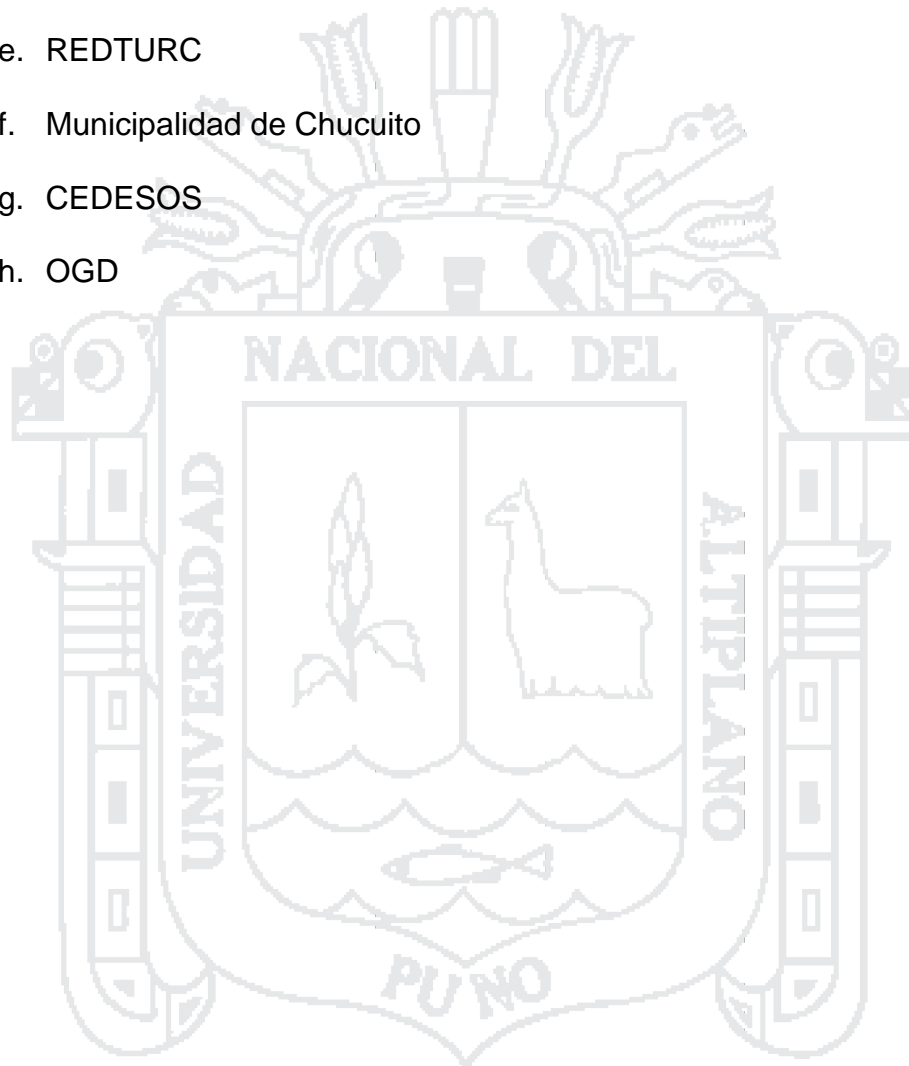 e. REDTURC
f. Municipalidad de Chucuito
g. CEDESOS
h. OGD
NACIONAL DEL
UNIVERSIDAD
ALTIPLANO
PUNO